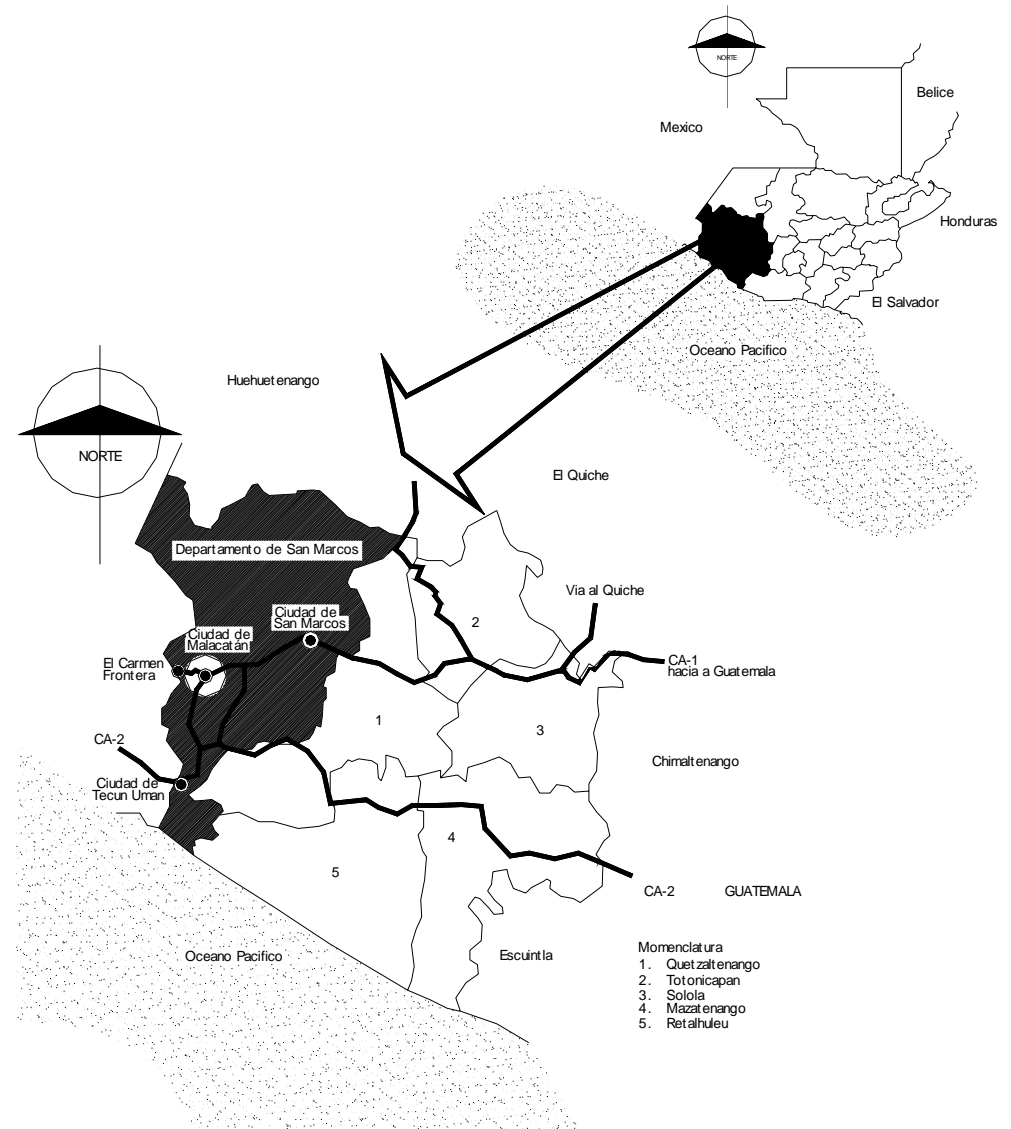 NORTE
Belice
Mexico
Honduras
El Salvador
Oceano Pacifico
Huehuetenango
NORTE
El Quiche
Departamento de San Marcos
Via al Quiche
Ciudad de
San Marcos
2
Ciudad de
Malacatán
El Carmen
Frontera
CA-1
hacia a Guatemala
1
3
CA-2
Chimaltenango
Ciudad de
Tecun Uman
4
5
CA-2 GUATEMALA
Oceano Pacifico
Escuintla
Momenclatura
1. Quetzaltenango
2. Totonicapan
3. Solola
4. Mazatenango
5. Retalhuleu